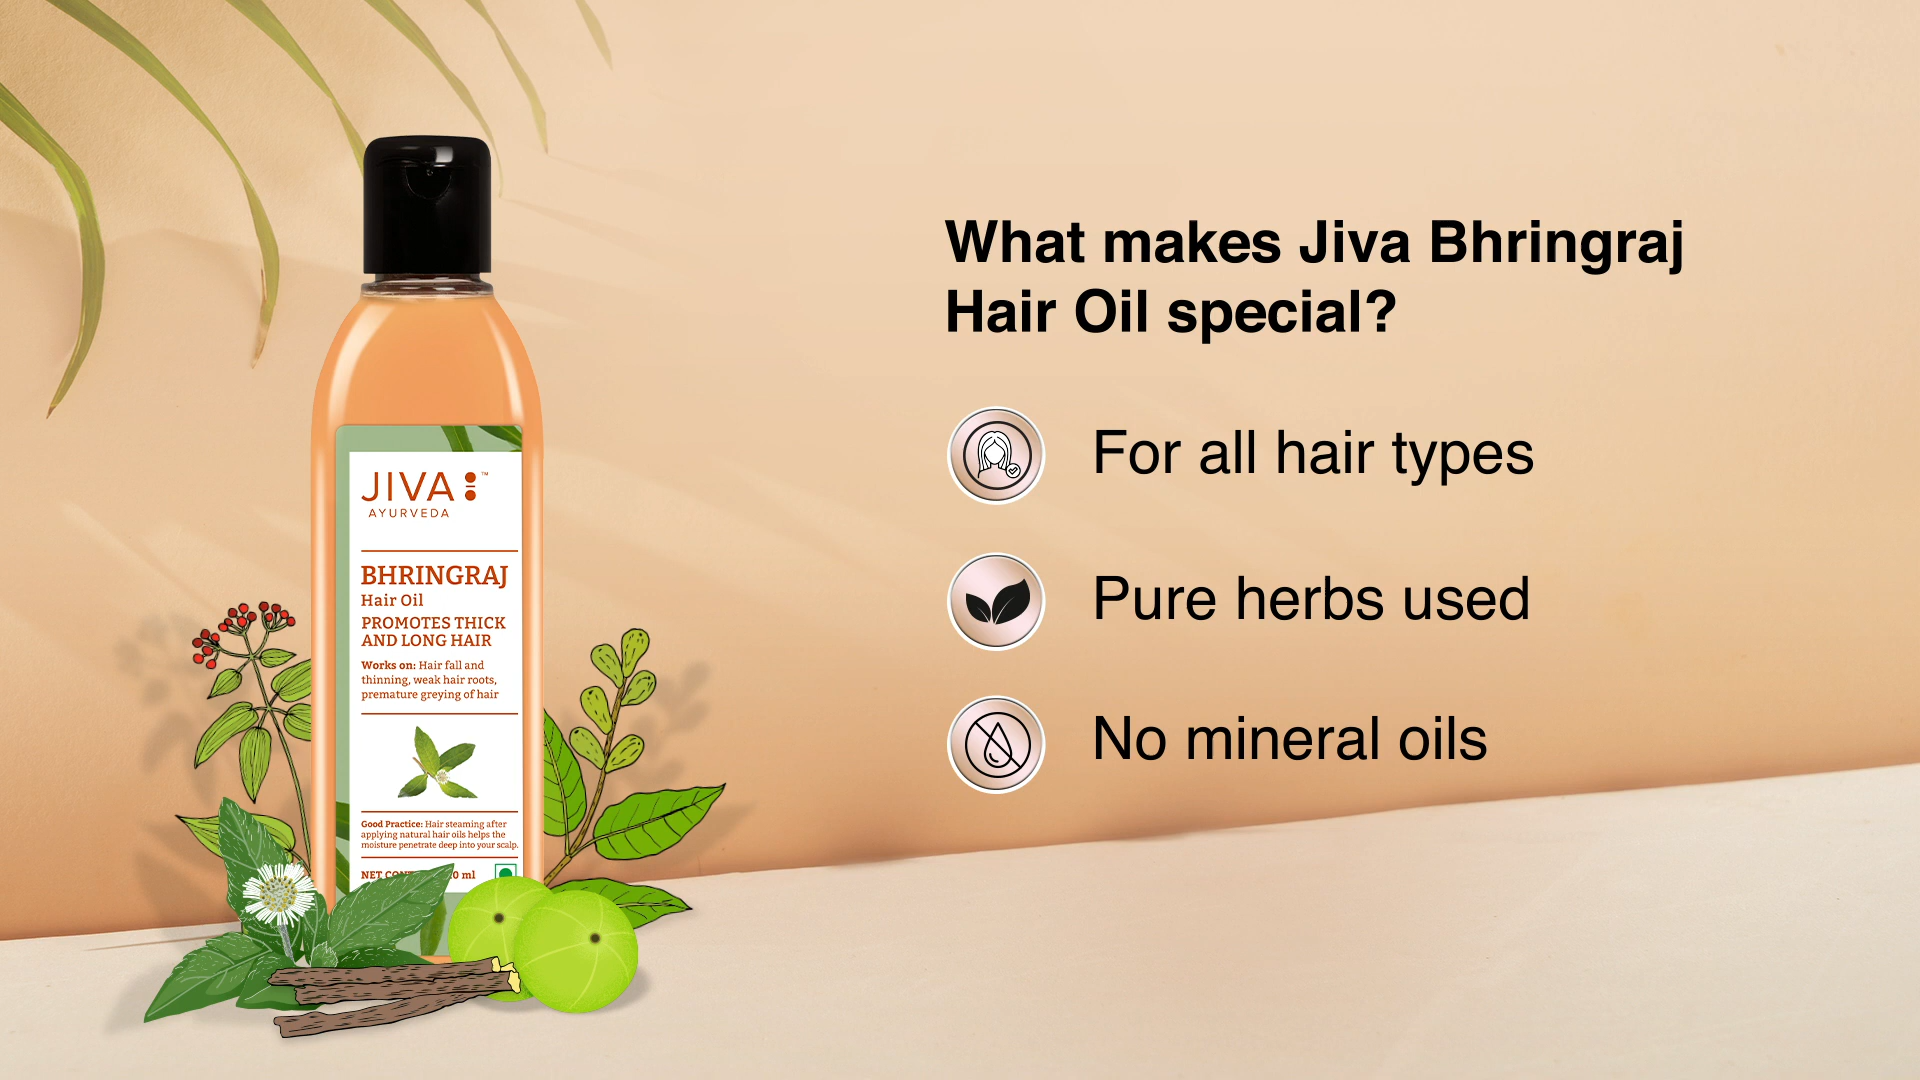 What makes Jiva Bhringraj
Hair Oil special?
For all hair types
Pure herbs used
No mineral oils
JIVA ™
AYURVEDA
BHRINGRAJ
Hair Oil
PROMOTES THICK
AND LONG HAIR
Works on: Hair fall and
thinning, weak hair roots,
premature greying of hair
Good Practice: Hair steaming after
applying natural hair oils helps the
moisture penetrate deep into your scalp.
NET ml